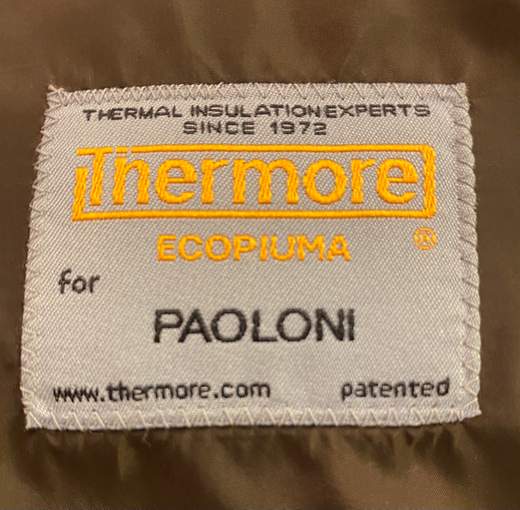 THERMAL INSULATION EXPERTS
SINCE 1972
Thermore
ECOPIUMA ®
for
PAOLONI
www.thermore.com patented